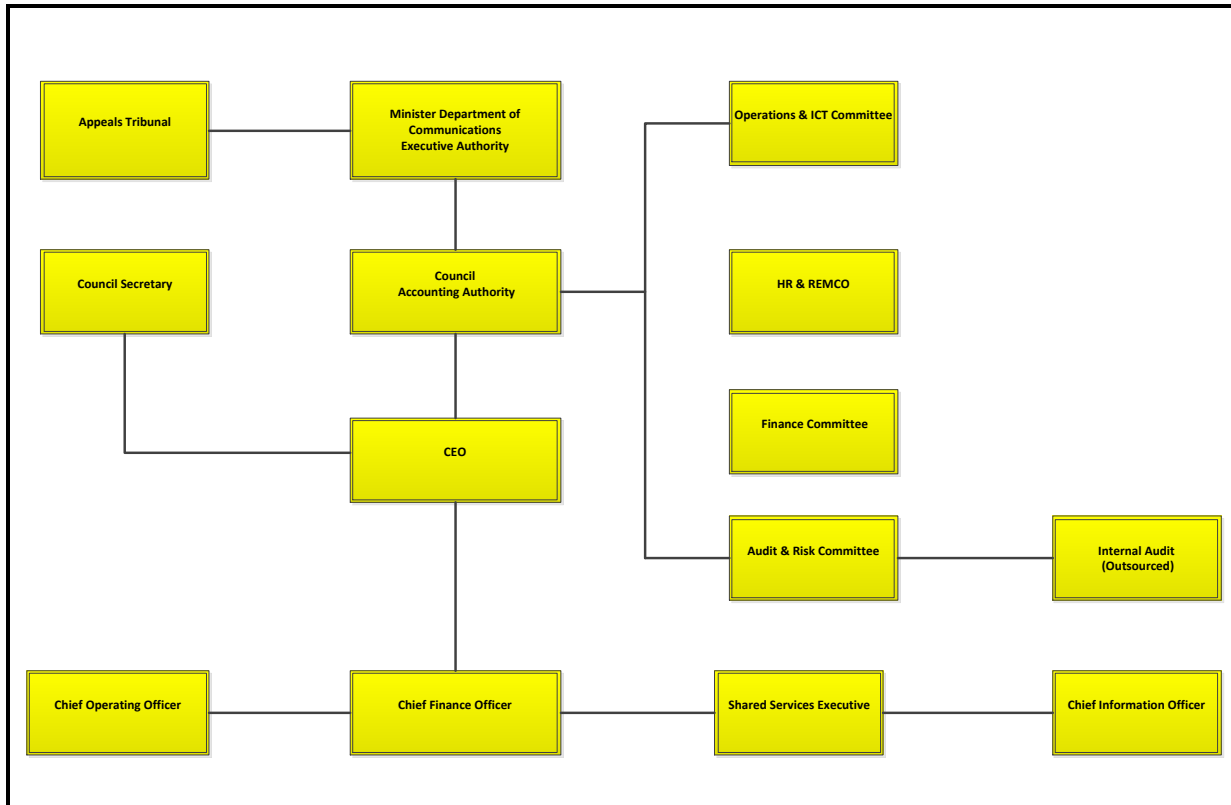 Appeals Tribunal
Minister Department of
Communications
Executive Authority
Operations & ICT Committee
Council Secretary
Council
Accounting Authority
HR & REMCO
Finance Committee
CEO
Audit & Risk Committee
Internal Audit
(Outsourced)
Chief Operating Officer
Chief Finance Officer
Shared Services Executive
Chief Information Officer